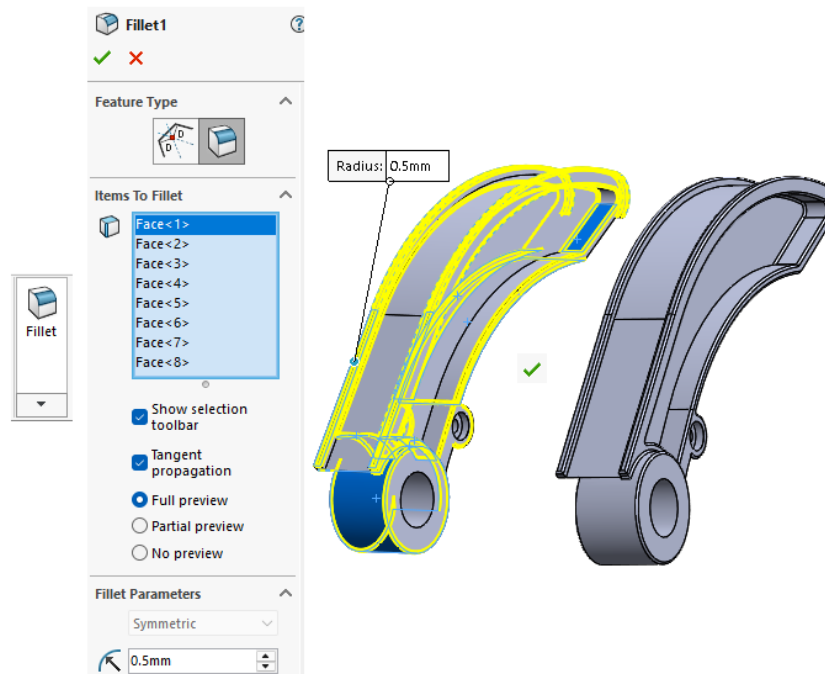 Fillet
Fillet1
Feature Type
D
D
Items To Fillet
Face<1>
Face<2>
Face<3>
Face<4>
Face<5>
Face<6>
Face<7>
Face<8>
Show selection
toolbar
Tangent
propagation
Full preview
Partial preview
No preview
Fillet Parameters
Symmetric
0.5mm
Radius: 0.5mm